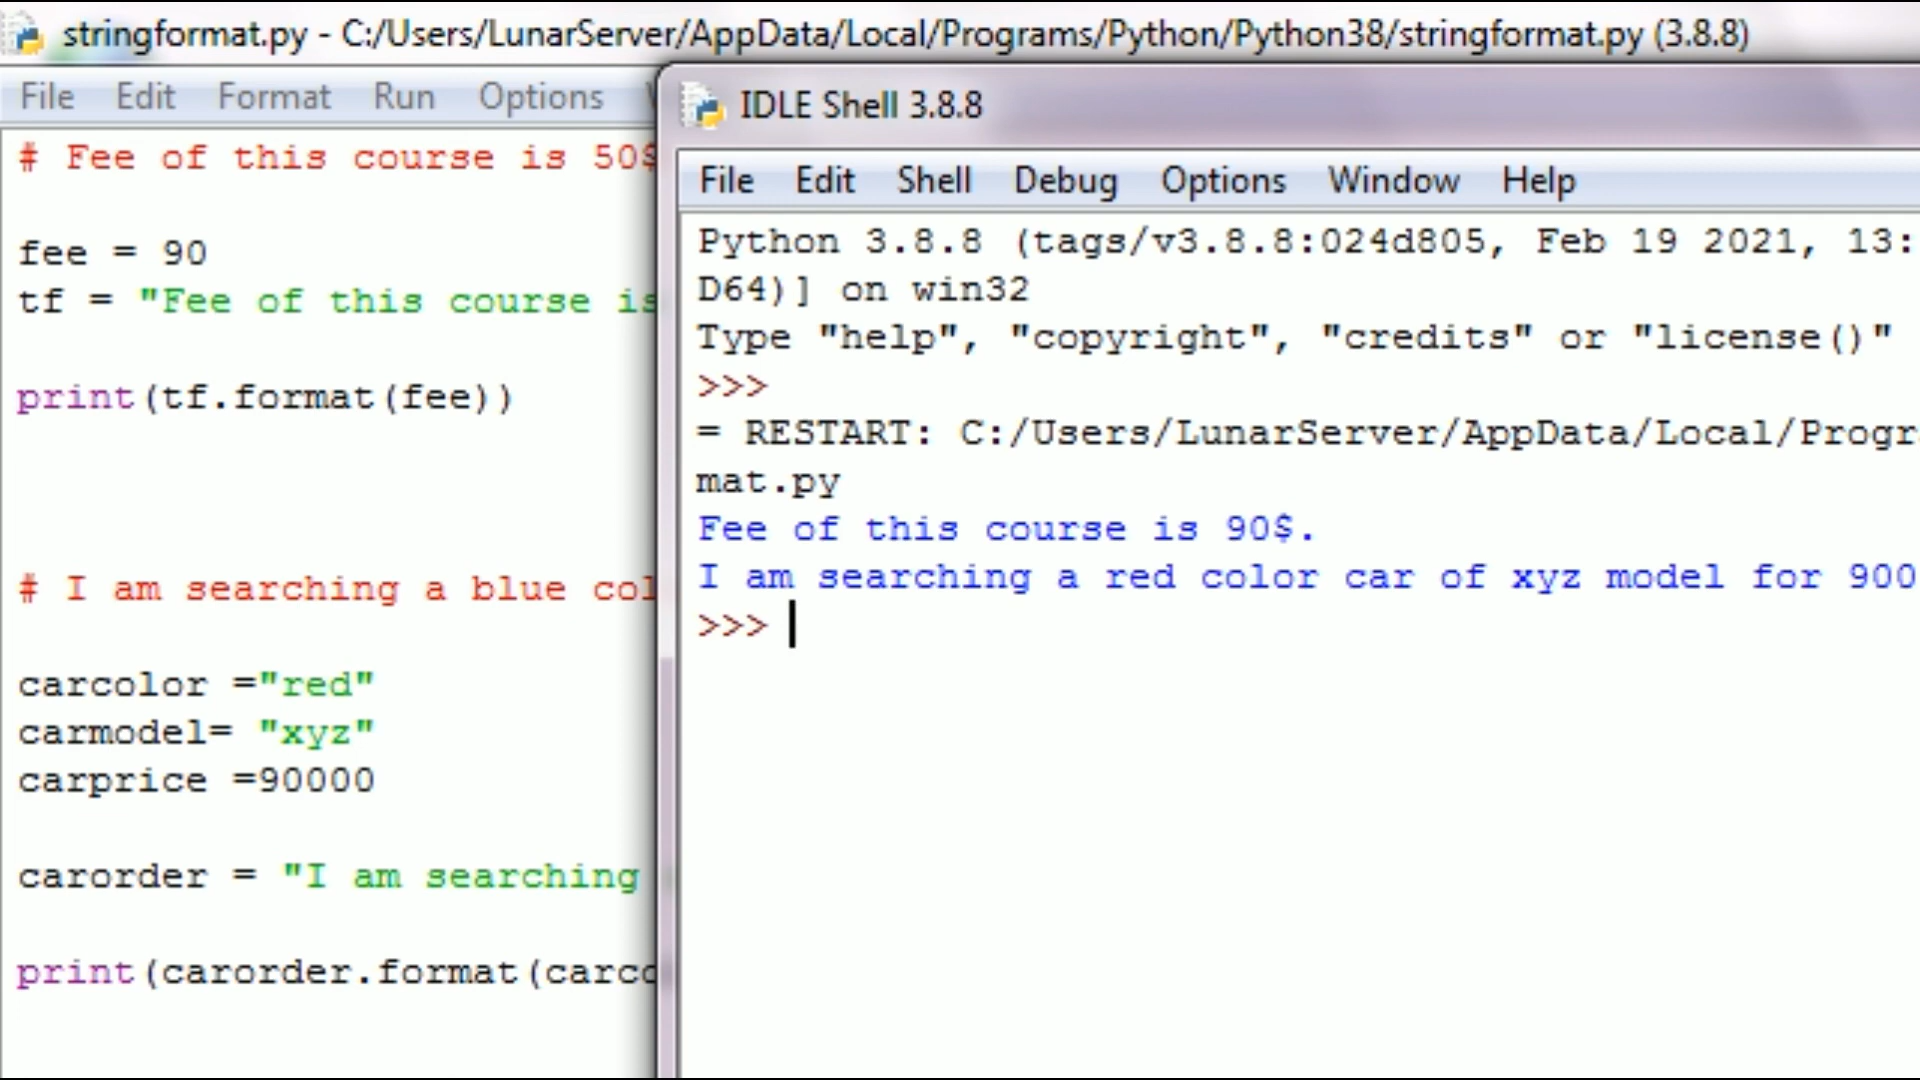 stringformat.py - C:/Users/LunarServer/AppData/Local/Programs/Python/Python38/stringformat.py (3.8.8)
File Edit Format Run Options
# Fee of this course is 50$
fee = 90
tf = "Fee of this course is
print(tf.format(fee))
# I am searching a blue col
carcolor ="red"
carmodel= "xyz"
carprice =90000
carorder = "I am searching
print(carorder.format(carco
IDLE Shell 3.8.8
File Edit Shell Debug Options Window Help
Python 3.8.8 (tags/v3.8.8:024d805, Feb 19 2021, 13:
D64)] on win32
Type "help", "copyright", "credits" or "license()"
>>>
= RESTART: C:/Users/LunarServer/AppData/Local/Progr
mat.py
Fee of this course is 90$.
I am searching a red color car of xyz model for 900
>>>